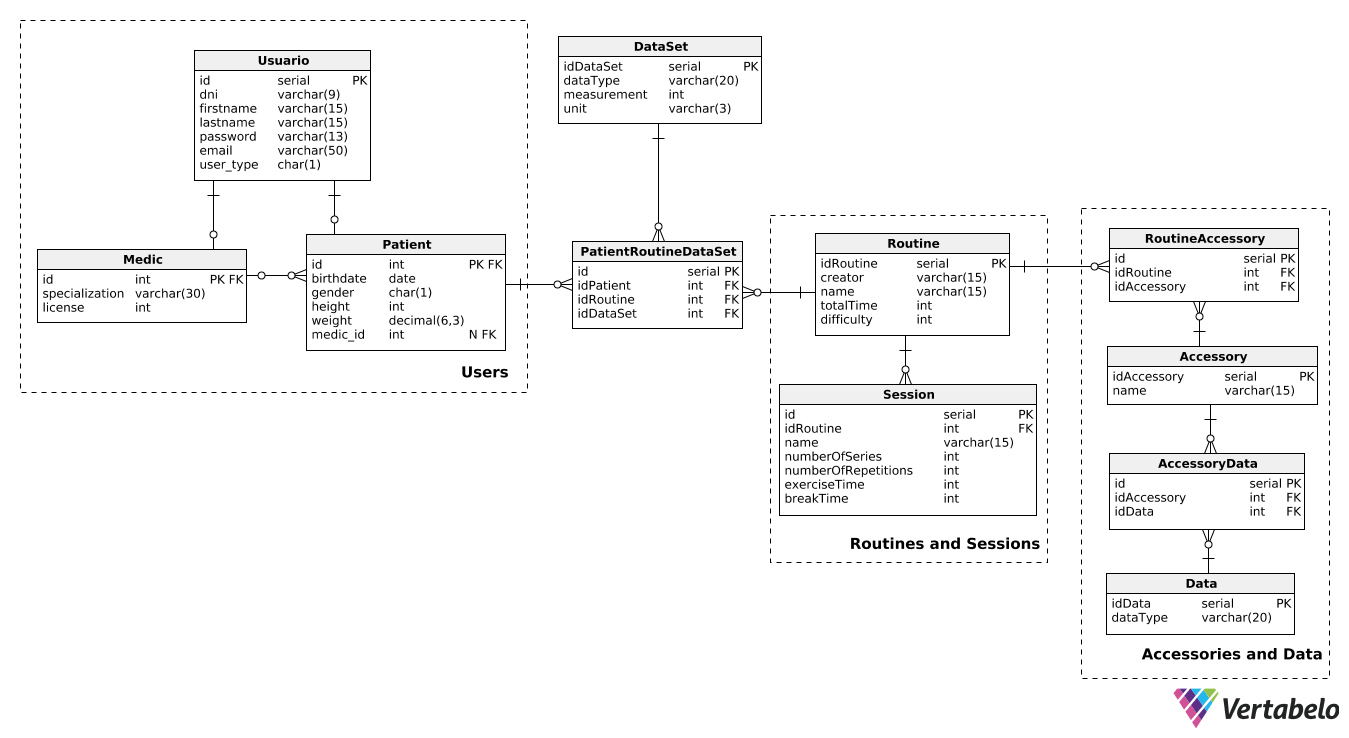 Usuario
id serial PK
dni varchar(9)
firstname varchar(15)
lastname varchar(15)
password varchar(13)
email varchar(50)
user_type char(1)
Medic
id int PK FK
specialization varchar(30)
license int
Patient
id int PK FK
birthdate date
gender char(1)
height int
weight decimal(6,3)
medic_id int N FK
Users
DataSet
idDataSet serial PK
dataType varchar(20)
measurement int
unit varchar(3)
PatientRoutineDataSet
id serial PK
idPatient int FK
idRoutine int FK
idDataSet int FK
Routine
idRoutine serial PK
creator varchar(15)
name varchar(15)
totalTime int
difficulty int
Session
id serial PK
idRoutine int FK
name varchar(15)
numberOfSeries int
numberOfRepetitions int
exerciseTime int
breakTime int
Routines and Sessions
RoutineAccessory
id serial PK
idRoutine int FK
idAccessory int FK
Accessory
idAccessory serial PK
name varchar(15)
AccessoryData
id serial PK
idAccessory int FK
idData int FK
Data
idData serial PK
dataType varchar(20)
Accessories and Data
Vertabelo